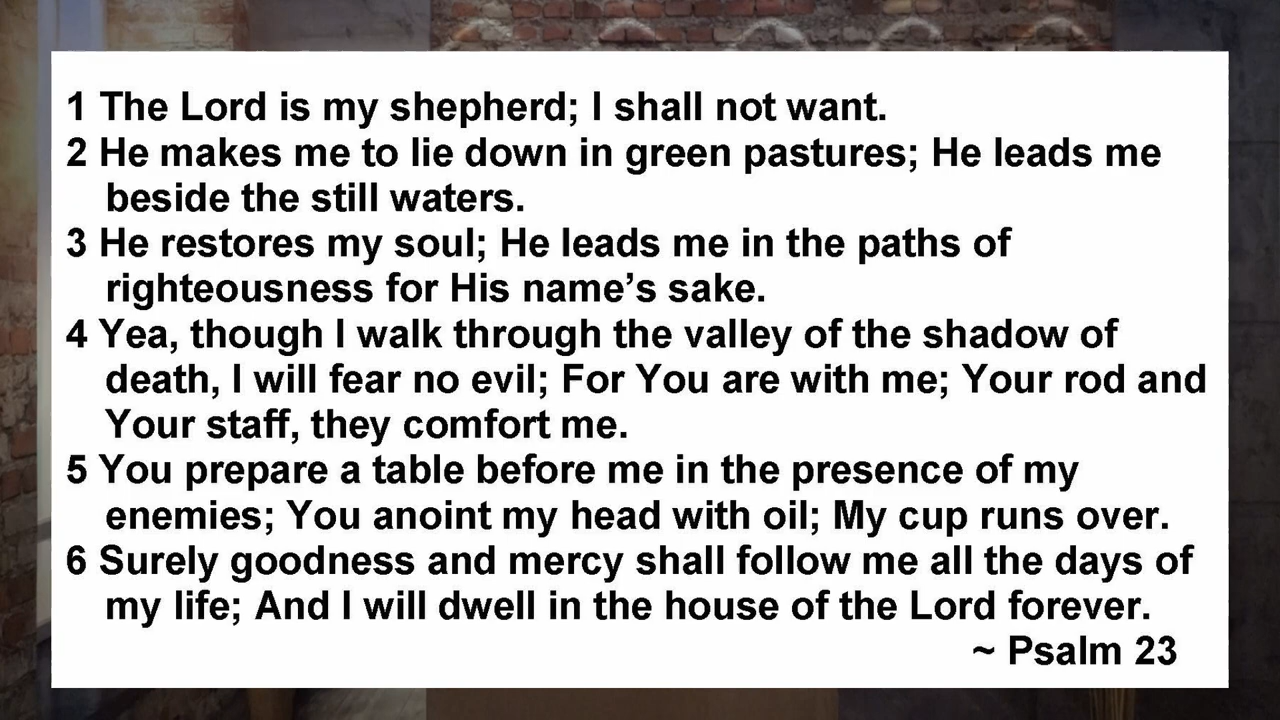 1 The Lord is my shepherd; I shall not want.
2 He makes me to lie down in green pastures; He leads me
beside the still waters.
3 He restores my soul; He leads me in the paths of
righteousness for His name’s sake.
4 Yea, though I walk through the valley of the shadow of
death, I will fear no evil; For You are with me; Your rod and
Your staff, they comfort me.
5 You prepare a table before me in the presence of my
enemies; You anoint my head with oil; My cup runs over.
6 Surely goodness and mercy shall follow me all the days of
my life; And I will dwell in the house of the Lord forever.
~ Psalm 23